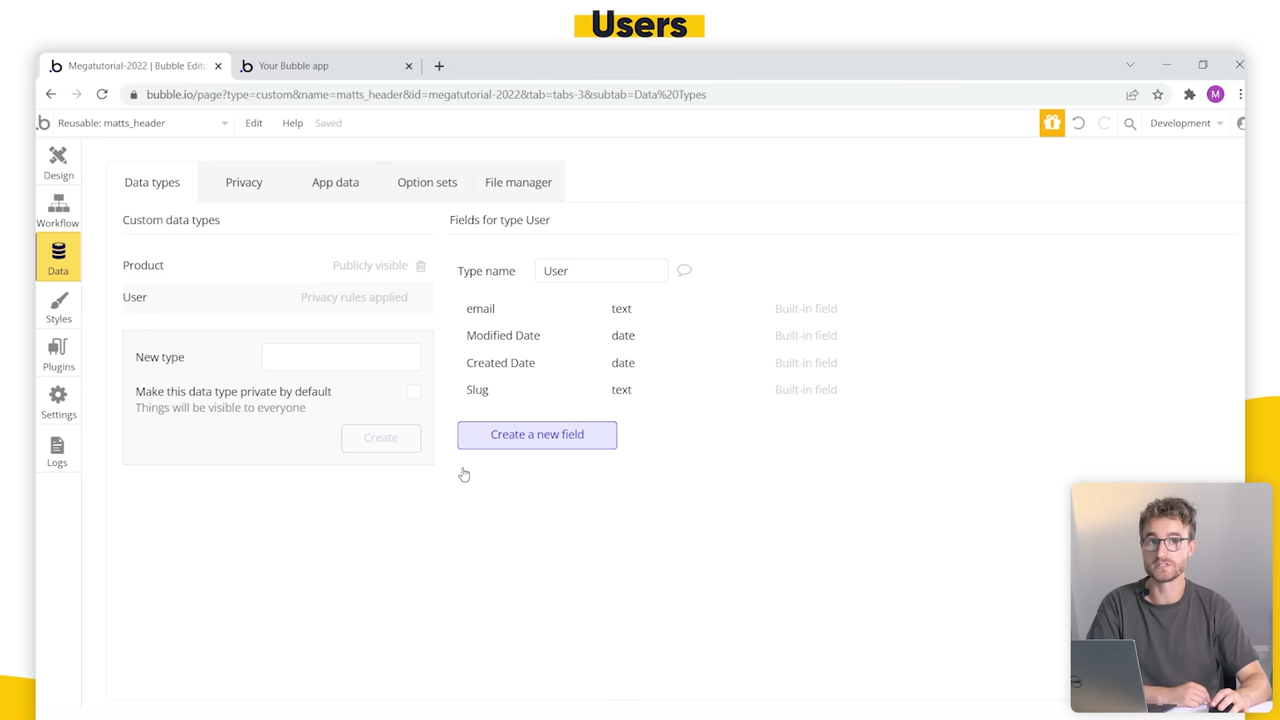 Users
Megatutorial-2022 | Bubble Edito
Your Bubble app
bubble.io/page?type=custom&name=matts_header&id=megatutorial-2022&tab=tabs-3&subtab=Data%20Types
M
Reusable: matts_header
Edit
Help
Saved
Development
Design
Workflow
Data
Styles
Plugins
Settings
Logs
Data types
Privacy
App data
Option sets
File manager
Custom data types
Product
Publicly visible
User
Privacy rules applied
New type
Make this data type private by default
Things will be visible to everyone
Create
Fields for type User
Type name
User
email
text
Built-in field
Modified Date
date
Built-in field
Created Date
date
Built-in field
Slug
text
Built-in field
Create a new field